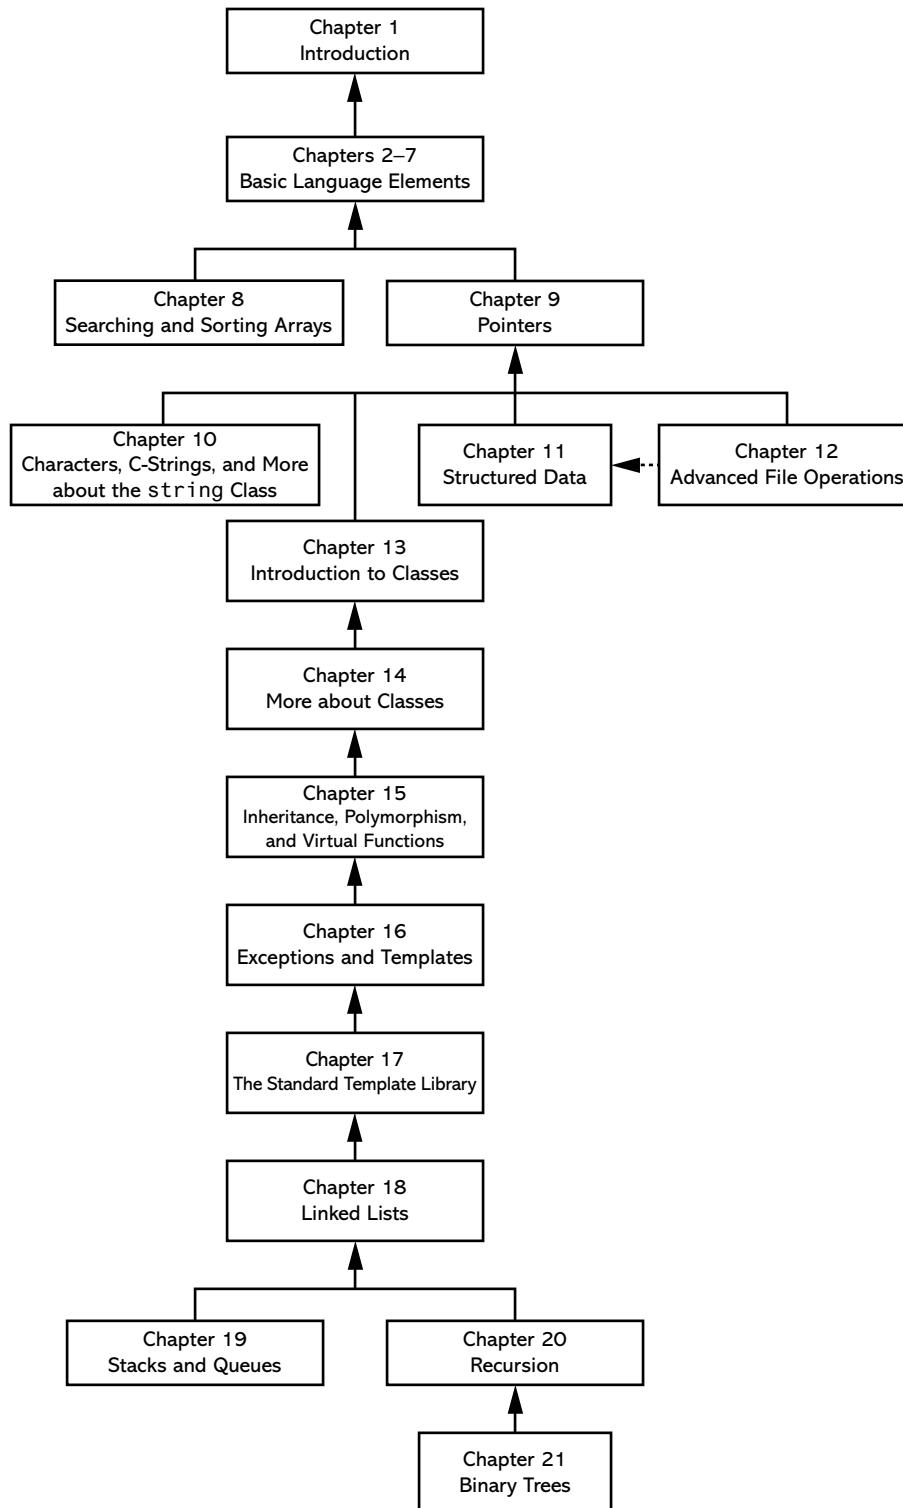 Chapter 1
Introduction
Chapters 2–7
Basic Language Elements
Chapter 8
Searching and Sorting Arrays
Chapter 9
Pointers
Chapter 10
Characters, C-Strings, and More
about the string Class
Chapter 11
Structured Data
Chapter 12
Advanced File Operations
Chapter 13
Introduction to Classes
Chapter 14
More about Classes
Chapter 15
Inheritance, Polymorphism,
and Virtual Functions
Chapter 16
Exceptions and Templates
Chapter 17
The Standard Template Library
Chapter 18
Linked Lists
Chapter 19
Stacks and Queues
Chapter 20
Recursion
Chapter 21
Binary Trees